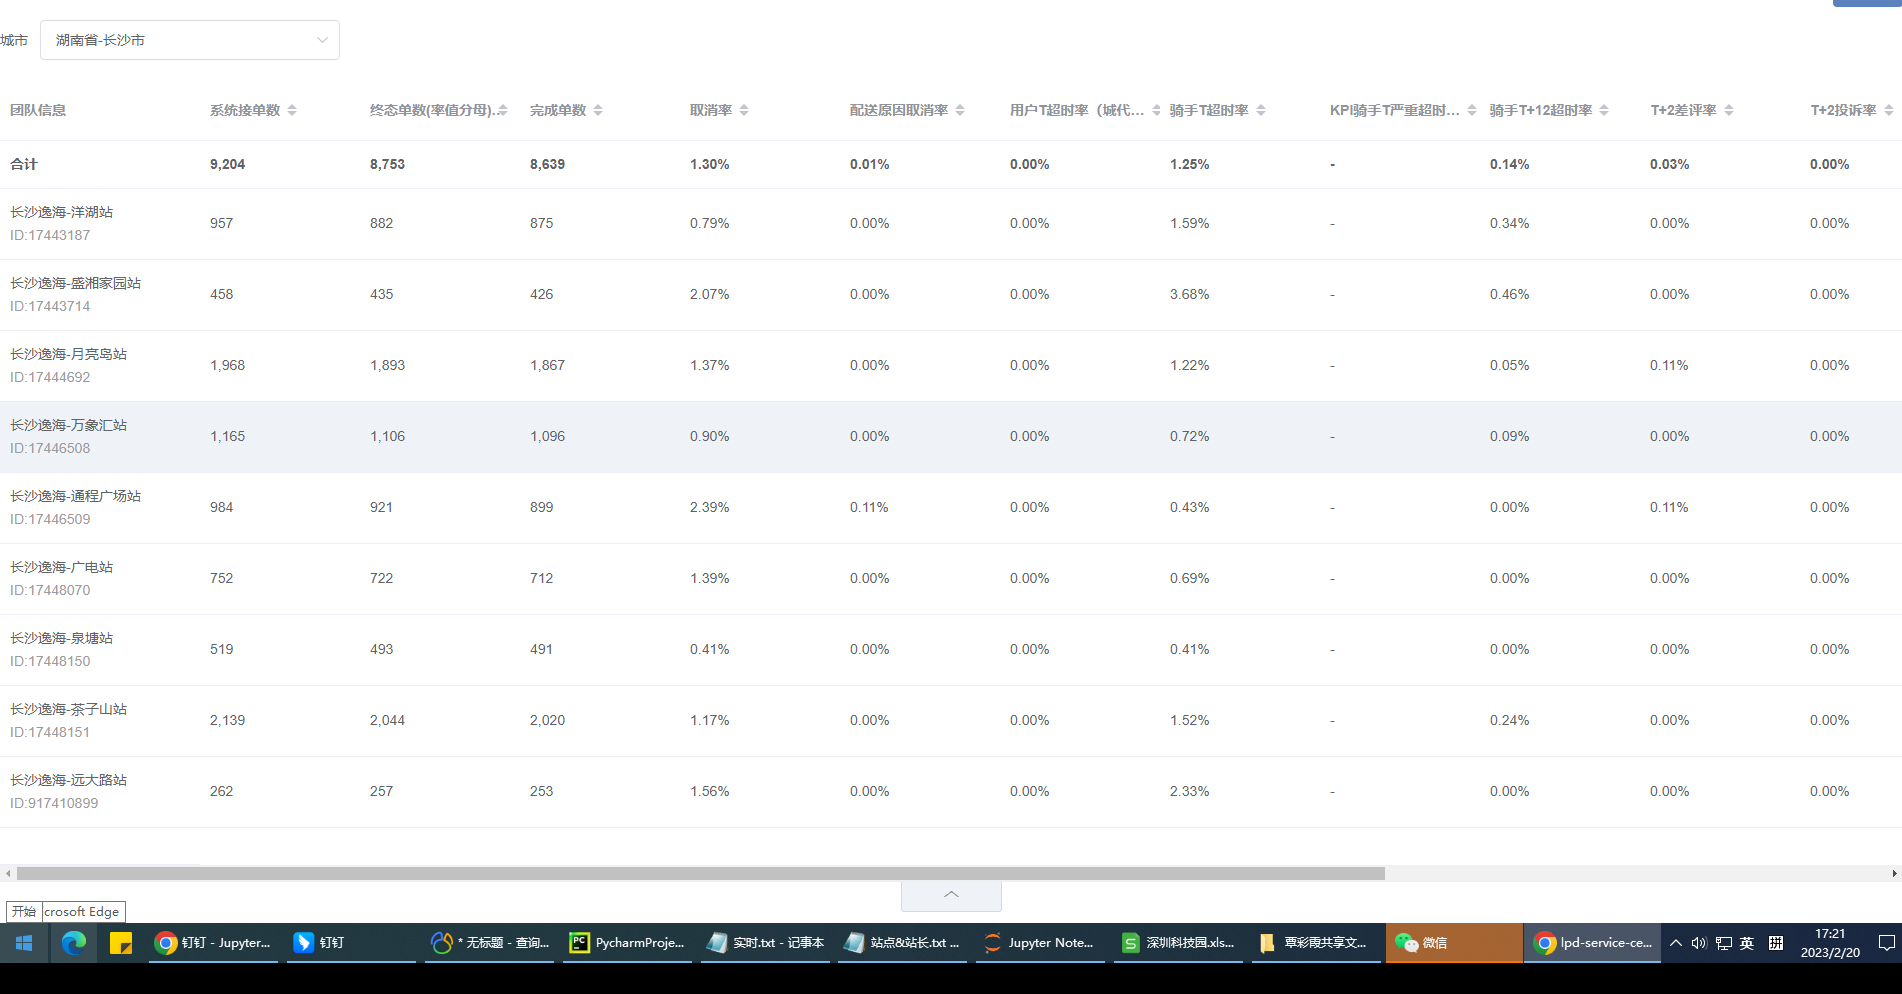 城市 湖南省-长沙市
团队信息 系统接单数 终态单数(率值分母)... 完成单数 取消率 配送原因取消率 用户T超时率（城代... 骑手T超时率 KPI骑手T严重超时... 骑手T+12超时率 T+2差评率 T+2投诉率
合计 9,204 8,753 8,639 1.30% 0.01% 0.00% 1.25% - 0.14% 0.03% 0.00%
长沙逸海-洋湖站
ID:17443187
957 882 875 0.79% 0.00% 0.00% 1.59% - 0.34% 0.00% 0.00%
长沙逸海-盛湘家园站
ID:17443714
458 435 426 2.07% 0.00% 0.00% 3.68% - 0.46% 0.00% 0.00%
长沙逸海-月亮岛站
ID:17444692
1,968 1,893 1,867 1.37% 0.00% 0.00% 1.22% - 0.05% 0.11% 0.00%
长沙逸海-万象汇站
ID:17446508
1,165 1,106 1,096 0.90% 0.00% 0.00% 0.72% - 0.09% 0.00% 0.00%
长沙逸海-通程广场站
ID:17446509
984 921 899 2.39% 0.11% 0.00% 0.43% - 0.00% 0.11% 0.00%
长沙逸海-广电站
ID:17448070
752 722 712 1.39% 0.00% 0.00% 0.69% - 0.00% 0.00% 0.00%
长沙逸海-泉塘站
ID:17448150
519 493 491 0.41% 0.00% 0.00% 0.41% - 0.00% 0.00% 0.00%
长沙逸海-茶子山站
ID:17448151
2,139 2,044 2,020 1.17% 0.00% 0.00% 1.52% - 0.24% 0.00% 0.00%
长沙逸海-远大路站
ID:917410899
262 257 253 1.56% 0.00% 0.00% 2.33% - 0.00% 0.00% 0.00%
开始 crosoft Edge
钉钉 - Jupyter... 钉钉 * 无标题 - 查询... PC PycharmProje... 实时.txt - 记事本 站点&站长.txt ... Jupyter Note... S 深圳科技园.xls... 覃彩霞共享文... 微信 lpd-service-ce... 英 拼 17:21
2023/2/20